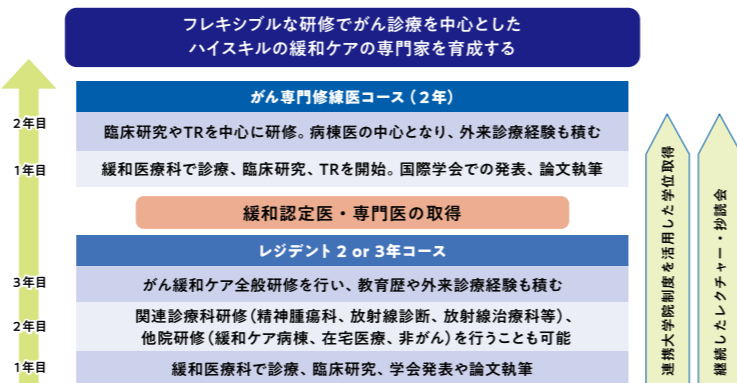 フレキシブルな研修でがん診療を中心とした
ハイスキルの緩和ケアの専門家を育成する
がん専門修練医コース（2年）
2年目
臨床研究やTRを中心に研修。病棟医の中心となり、外来診療経験も積む
1年目
緩和医療科で診療、臨床研究、TRを開始。国際学会での発表、論文執筆
緩和認定医・専門医の取得
レジデント 2 or 3年コース
3年目
がん緩和ケア全般研修を行い、教育歴や外来診療経験も積む
2年目
関連診療科研修（精神腫瘍科、放射線診断、放射線治療科等）、
他院研修（緩和ケア病棟、在宅医療、非がん）を行うことも可能
1年目
緩和医療科で診療、臨床研究、学会発表や論文執筆
連携大学院制度を活用した学位取得
継続したレクチャー・抄読会